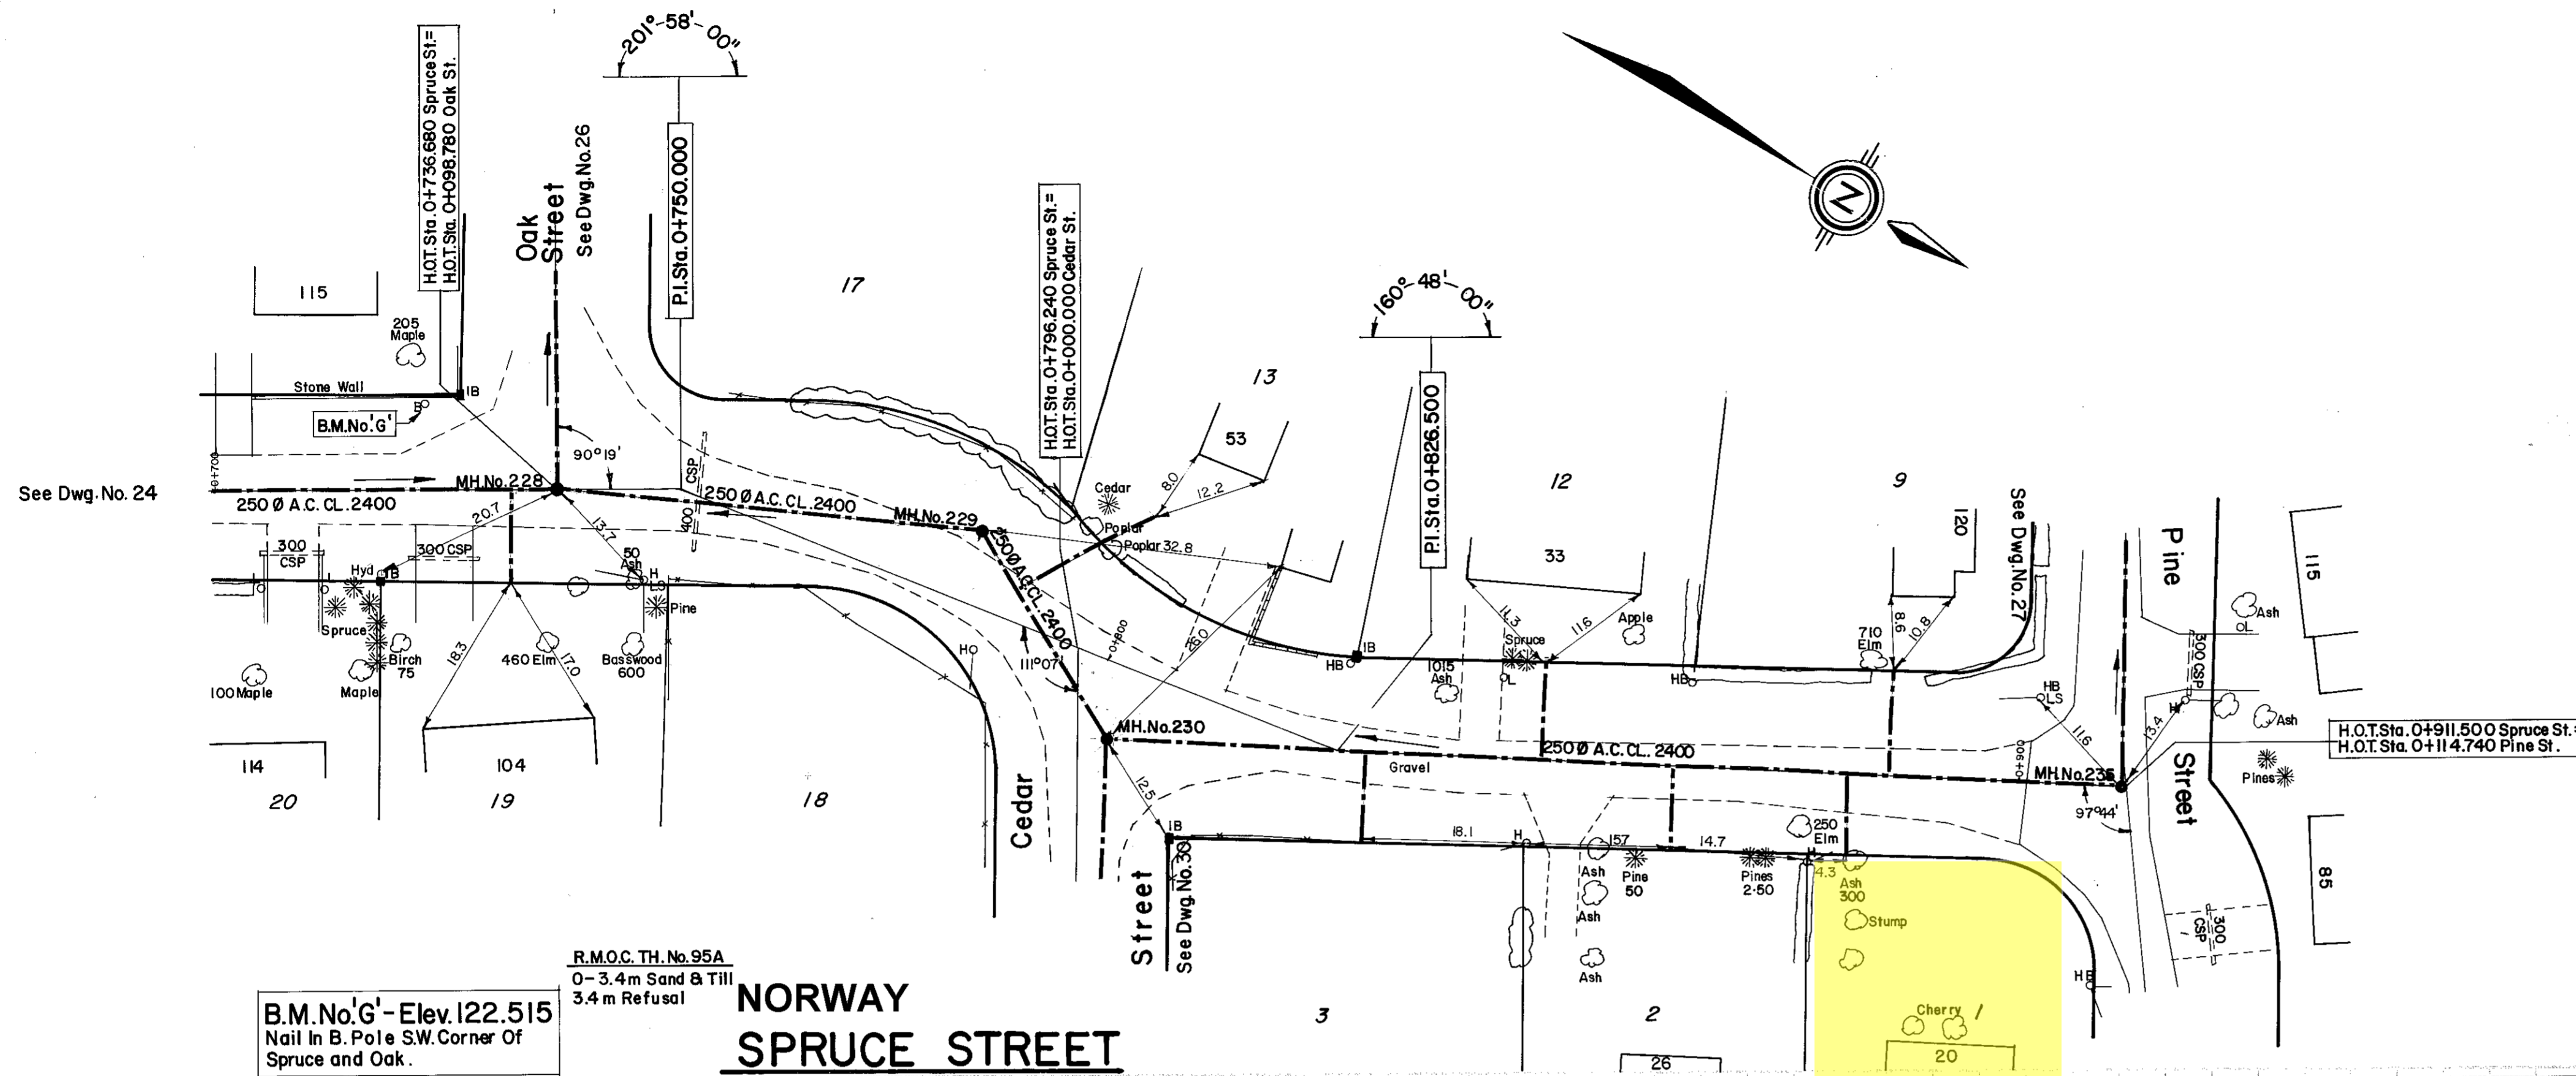 201°-58'-00"
H.O.T.Sta.0+736.680 Spruce St.=
H.O.T.Sta. 0+098.780 Oak St.
P.I.Sta.0+750.000
Oak
Street
See Dwg.No.26
17
H.O.T.Sta.0+796.240 Spruce St.=
H.O.T.Sta.0+000.000 Cedar St.
160°-48'-00"
P.I.Sta.0+826.500
N
115
205
Maple
Stone Wall
IB
B
B.M.No.'G'
90°19'
13
53
8.0
12.2
12
33
9
120
See Dwg.No.27
Pine
Street
115
See Dwg. No. 24
0+700
250 Ø A.C. CL.2400
MH.No.228
CSP
400
250 Ø A.C.CL.2400
MH.No.229
250 Ø A.C.CL.2400
Cedar
Poplar
Poplar
32.8
20.7
13.7
300
CSP
300 CSP
Hyd
IB
50
Ash
H
LS
L
Pine
Spruce
Birch
75
Maple
100 Maple
18.3
460 Elm
17.0
Basswood
600
HO
111°07'
0+800
26.0
HB
IB
1015
Ash
11.3
Spruce
11.6
Apple
L
HB
710
Elm
8.6
10.8
HB
LS
11.6
13.4
H
300 CSP
Ash
L
Ash
Pines
H.O.T.Sta.0+911.500 Spruce St.=
H.O.T.Sta. 0+114.740 Pine St.
114
20
104
19
18
Cedar
Street
See Dwg.No.30
MH.No.230
12.5
IB
250 Ø A.C.CL. 2400
Gravel
0+900
MH.No.235
97°44'
18.1
H
157
14.7
250
Elm
H
4.3
Ash
Pine
50
Pines
2-50
Ash
300
Ash
Ash
Stump
85
300
CSP
HB
Cherry
1
20
3
2
26
R.M.O.C. TH. No. 95A
0-3.4m Sand & Till
3.4m Refusal
B.M.No.'G'-Elev.122.515
Nail In B. Pole S.W. Corner Of
Spruce and Oak.
NORWAY
SPRUCE STREET